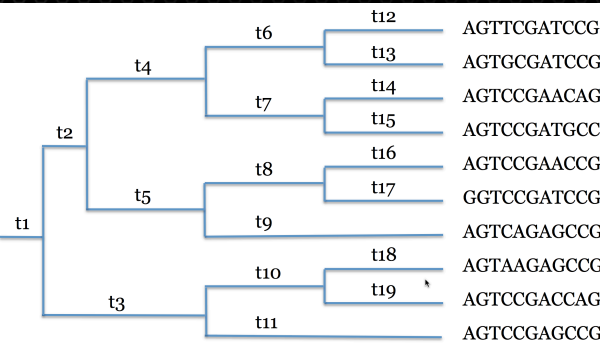 t12 AGTTCGATCCG
t6
t13 AGTGCGATCCG
t4
t14 AGTCCGAACAG
t7
t15 AGTCCGATGCC
t2
t16 AGTCCGAACCG
t8
t17 GGTCCGATCCG
t5
t9 AGTCAGAGCCG
t1
t18 AGTAAGAGCCG
t10
t19 AGTCCGACCAG
t3
t11 AGTCCGAGCCG